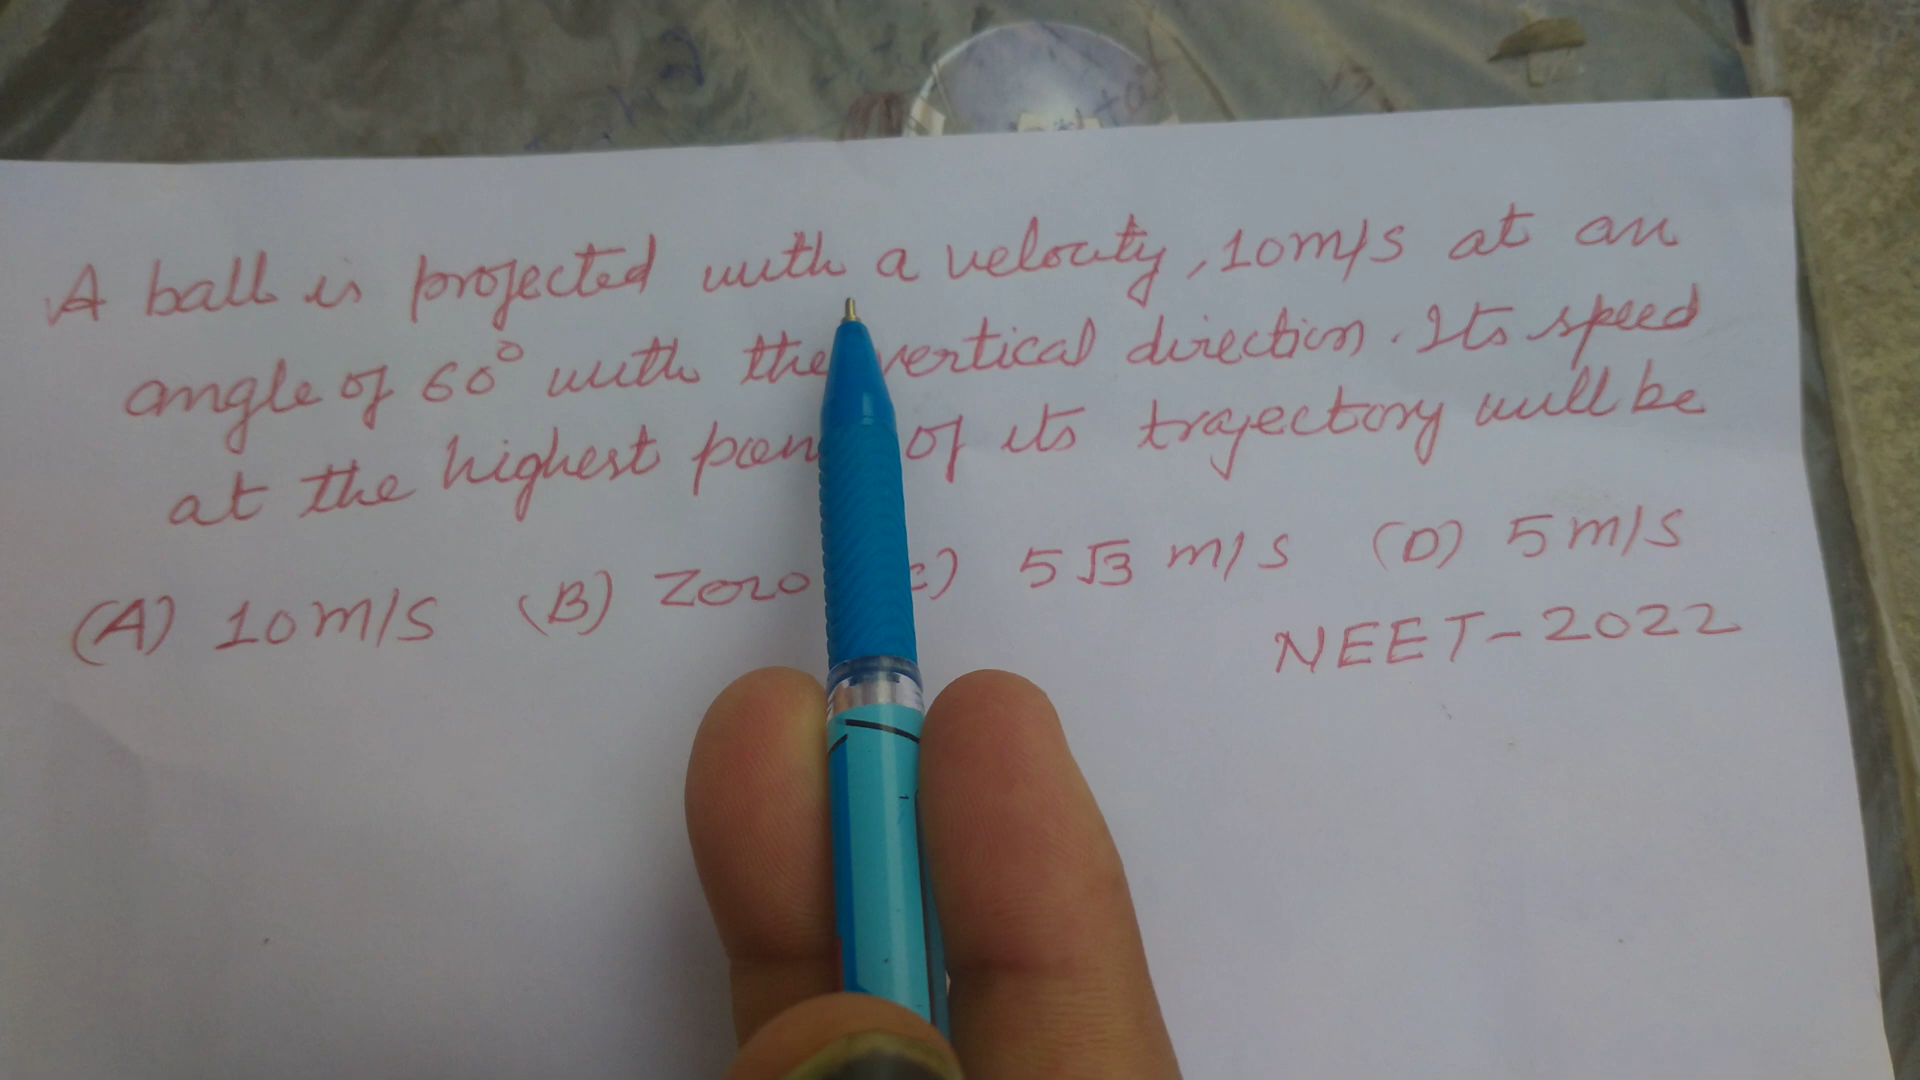 A ball is projected with a velocity, 10m/s at an
angle of 60° with the vertical direction. Its speed
at the highest of its trajectory will be
(A) 10m/s (B) Zero c) 5√3 m/s (D) 5m/s
NEET-2022